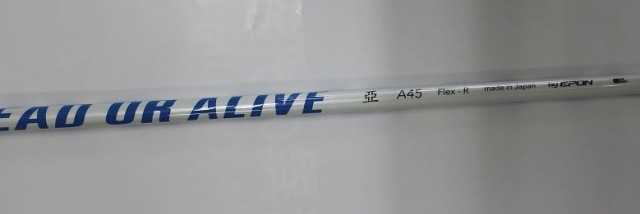 EAD OR ALIVE 亞 A45 Flex - R made in Japan by EPON